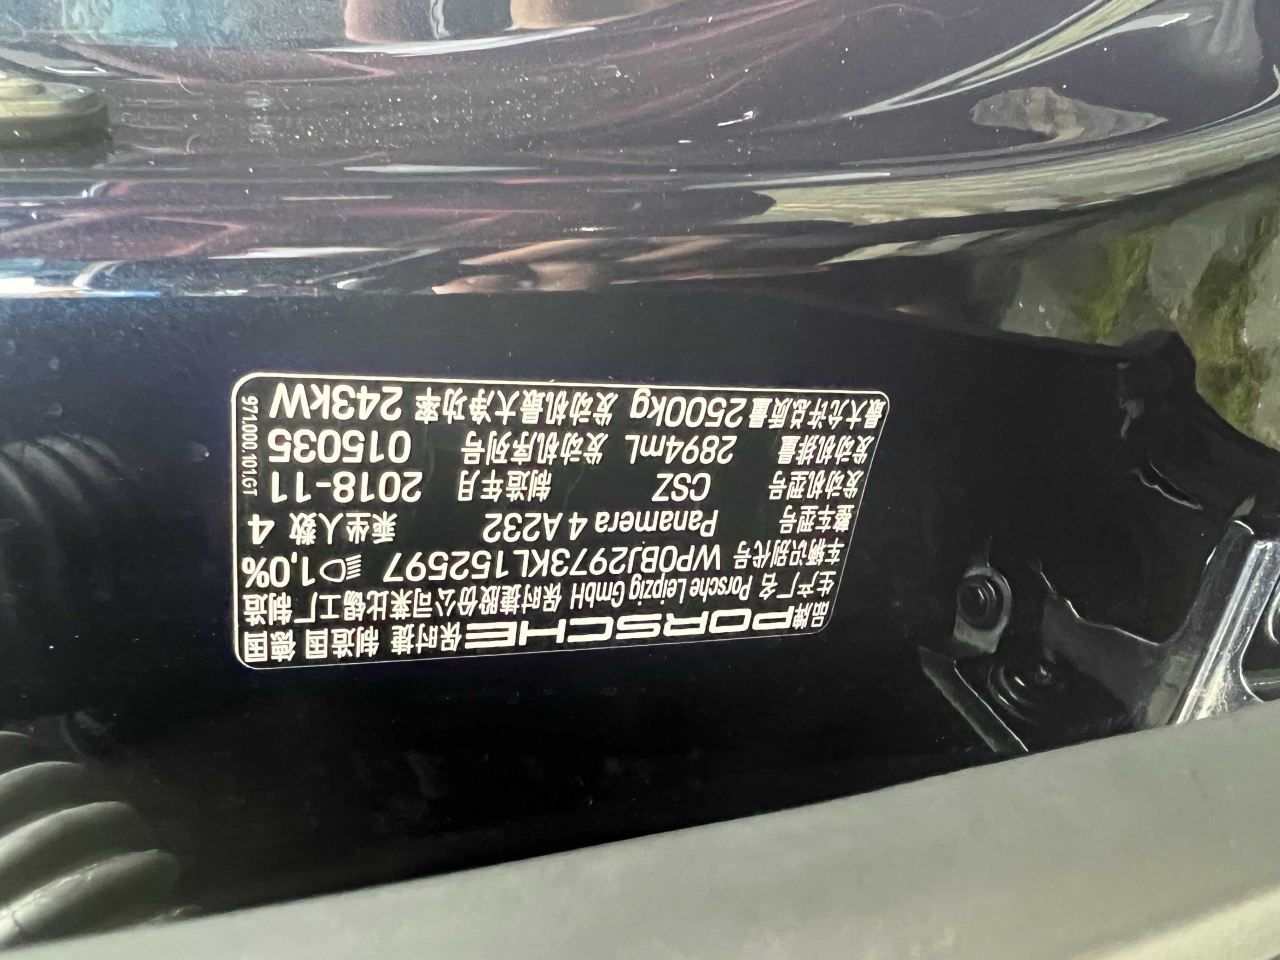 品牌 PORSCHE 保时捷 制造国 德国
生产厂名 Porsche Leipzig GmbH 保时捷股份公司莱比锡工厂制造
车辆识别代号 WP0BJ2973KL152597 1,0%
整车型号 Panamera 4 A232 乘坐人数 4
发动机型号 CSZ 制造年月 2018-11
发动机排量 2894mL 发动机序列号 015035
最大允许总质量 2500kg 发动机最大净功率 243kW
971.000.101.GT